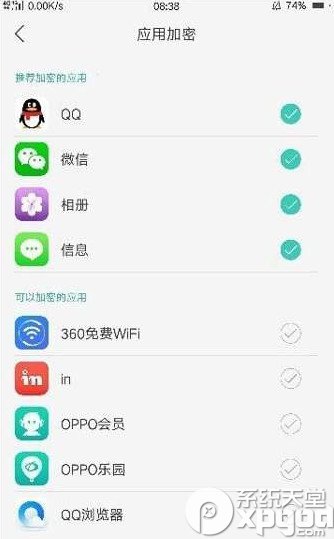 0.00K/s
08:38
应用加密
推荐加密的应用
QQ
微信
相册
信息
可以加密的应用
360免费WiFi
in
in
OPPO会员
OPPO乐园
QQ浏览器
系统天堂
xpgod